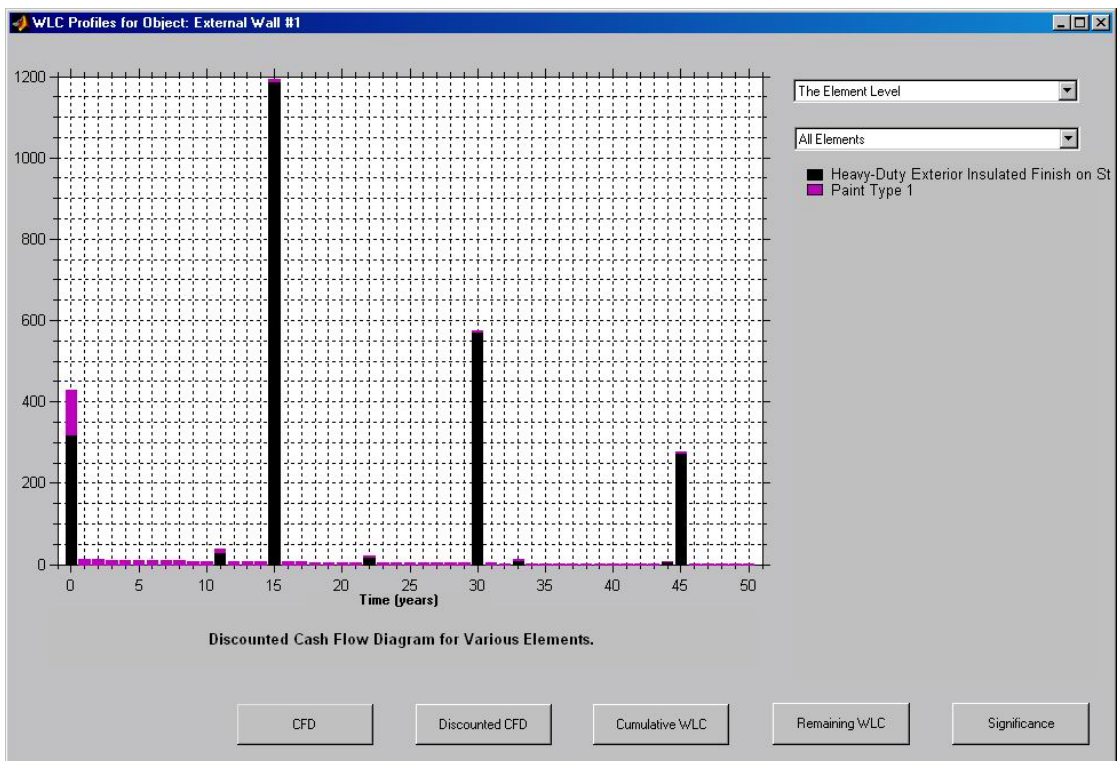 WLC Profiles for Object: External Wall #1
The Element Level
All Elements
Heavy-Duty Exterior Insulated Finish on St
Paint Type 1
1200
1000
800
600
400
200
0
0 5 10 15 20 25 30 35 40 45 50
Time (years)
Discounted Cash Flow Diagram for Various Elements.
CFD Discounted CFD Cumulative WLC Remaining WLC Significance